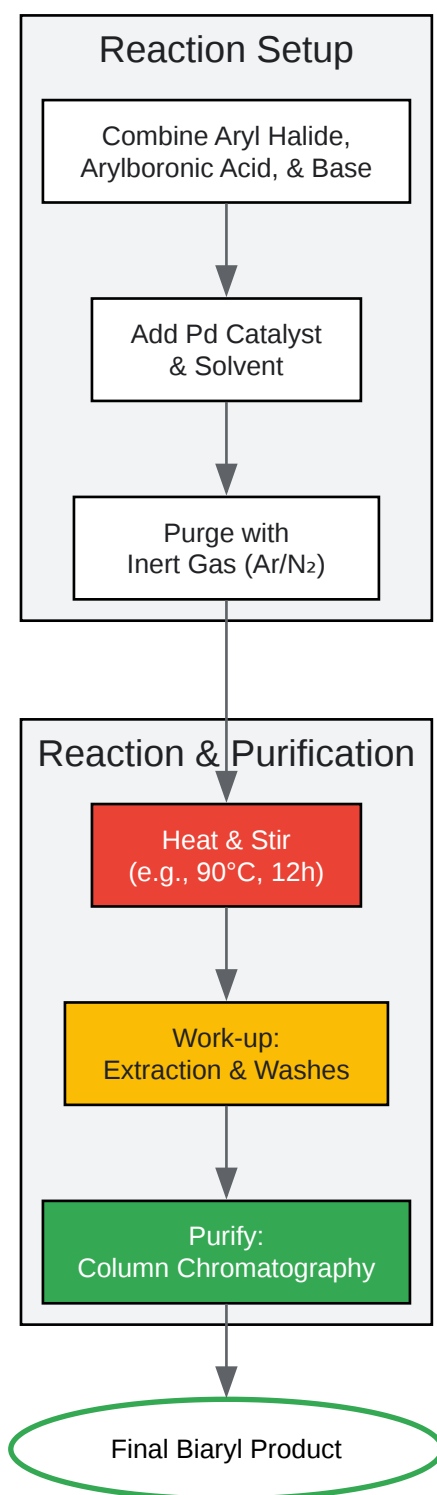 Reaction Setup
Combine Aryl Halide,
Arylboronic Acid, & Base
Add Pd Catalyst
& Solvent
Purge with
Inert Gas (Ar/N₂)
Reaction & Purification
Heat & Stir
(e.g., 90°C, 12h)
Work-up:
Extraction & Washes
Purify:
Column Chromatography
Final Biaryl Product